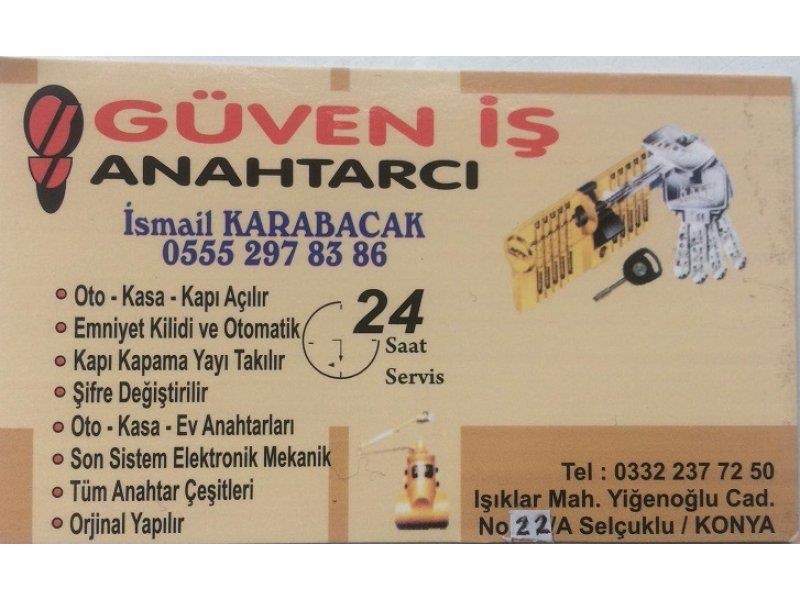 GÜVEN İŞ
ANAHTARCI
İsmail KARABACAK
0555 297 83 86
Oto - Kasa - Kapı Açılır
Emniyet Kilidi ve Otomatik
Kapı Kapama Yayı Takılır
Şifre Değiştirilir
Oto - Kasa - Ev Anahtarları
Son Sistem Elektronik Mekanik
Tüm Anahtar Çeşitleri
Orjinal Yapılır
24
Saat
Servis
Tel : 0332 237 72 50
Işıklar Mah. Yiğenoğlu Cad.
No 22/A Selçuklu / KONYA